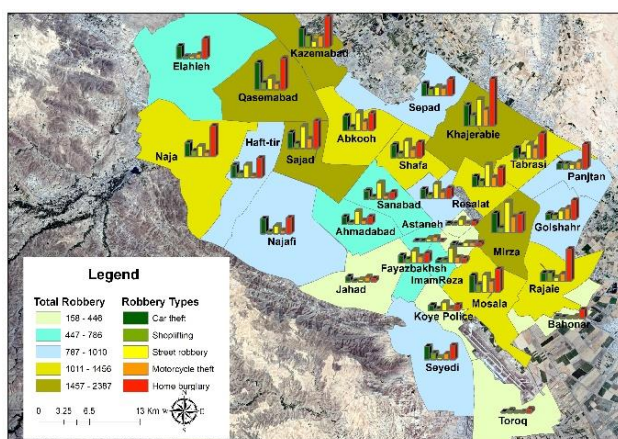 Kazemabad
Elahieh
Qasemabad
Sepad
Khajerabie
Abkooh
Haft-tir
Naja
Sajad
Shafa
Tabrasi
Panjtan
Resalat
Sanabad
Astaneh
Golshahr
Najafi
Ahmadabad
Mirza
Fayazbakhsh
ImamReza
Rajaie
Jahad
Mosala
Koye Police
Bahonar
Seyedi
Toroq
Legend
Total Robbery Robbery Types
158 - 446 Car theft
447 - 786 Shoplifting
787 - 1010 Street robbery
1011 - 1456 Motorcycle theft
1457 - 2387 Home burglary
0 3.25 6.5 13 Km